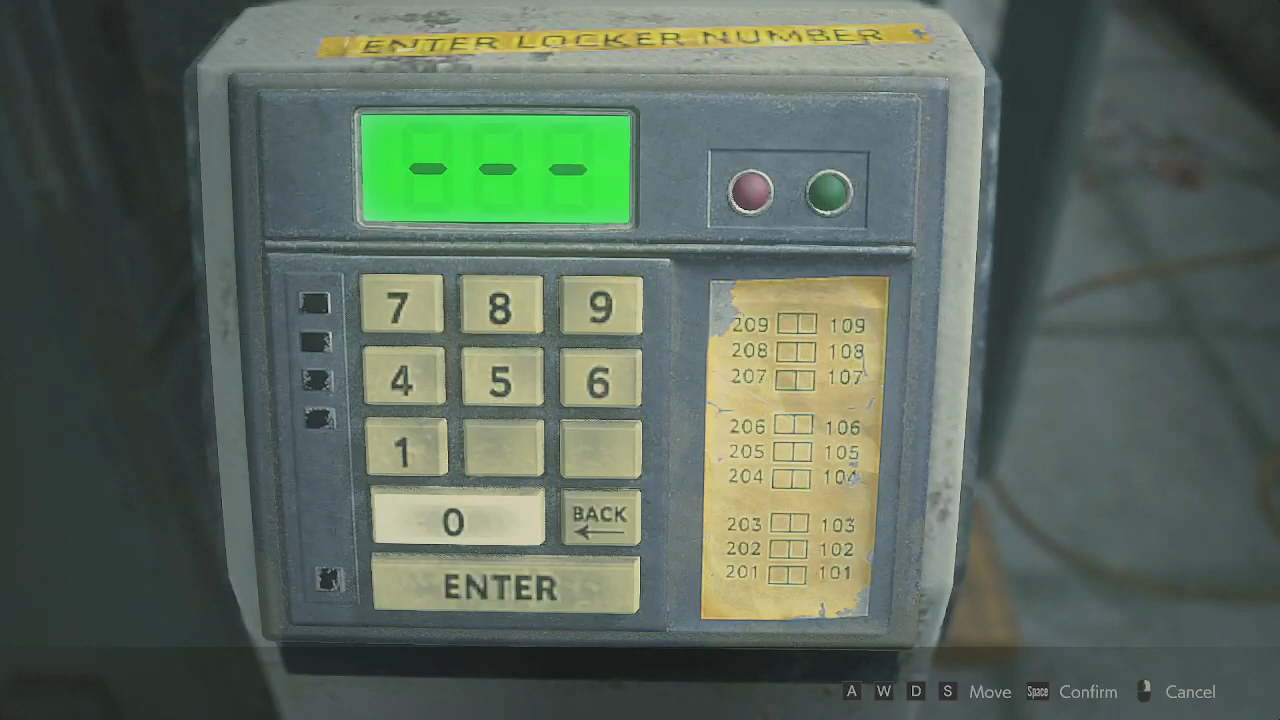 ENTER LOCKER NUMBER
- - -
7 8 9
4 5 6
1
0 BACK
ENTER
209 109
208 108
207 107
206 106
205 105
204 104
203 103
202 102
201 101
A W D S Move Space Confirm Cancel